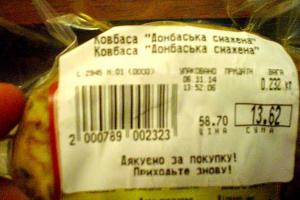 Ковбаса "Донбаська смажена"
Ковбаса "Донбаська смажена"
УПАКОВАНО ПРИДАТН ВАГА
06.11.14 0,232 кг
13:52 06
58.70 13.62
ЦІНА СУМА
2 000789 002323
Дякуємо за покупку!
Приходьте знову!